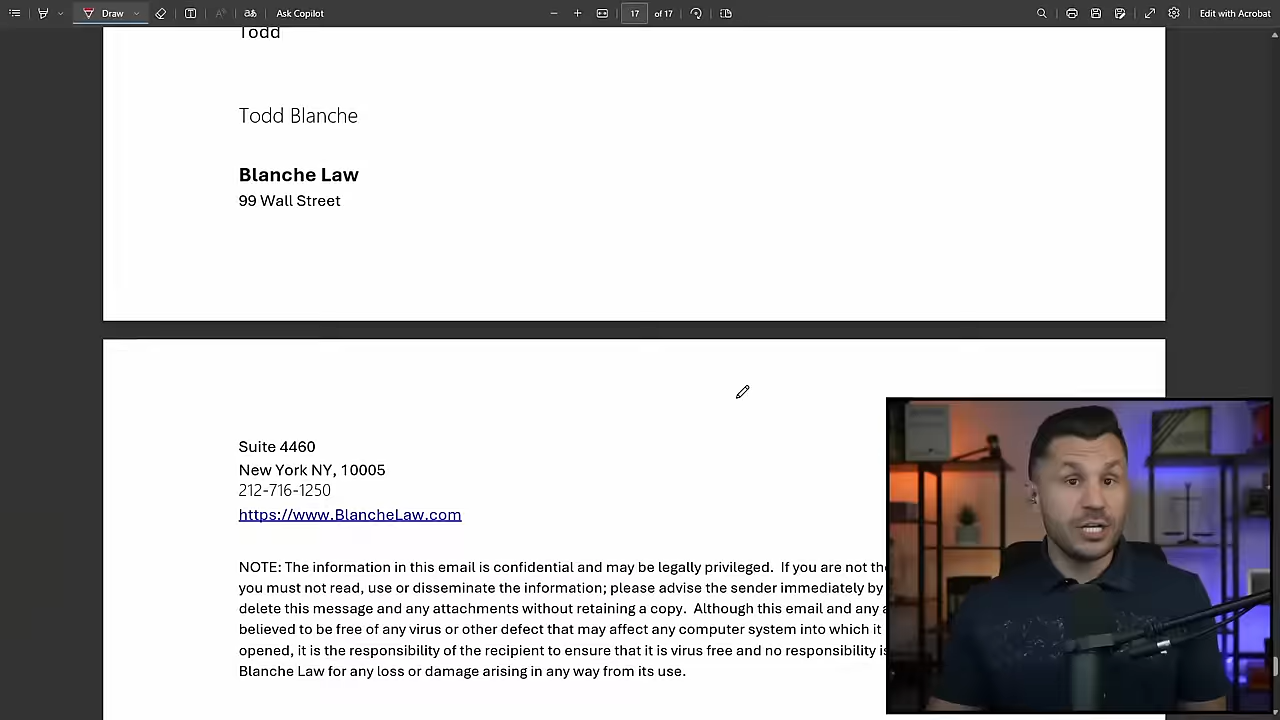 Draw
Ask Copilot
17 of 17
Edit with Acrobat
Todd
Todd Blanche
Blanche Law
99 Wall Street
Suite 4460
New York NY, 10005
212-716-1250
https://www.BlancheLaw.com
NOTE: The information in this email is confidential and may be legally privileged. If you are not the
you must not read, use or disseminate the information; please advise the sender immediately by
delete this message and any attachments without retaining a copy. Although this email and any
believed to be free of any virus or other defect that may affect any computer system into which it
opened, it is the responsibility of the recipient to ensure that it is virus free and no responsibility
Blanche Law for any loss or damage arising in any way from its use.